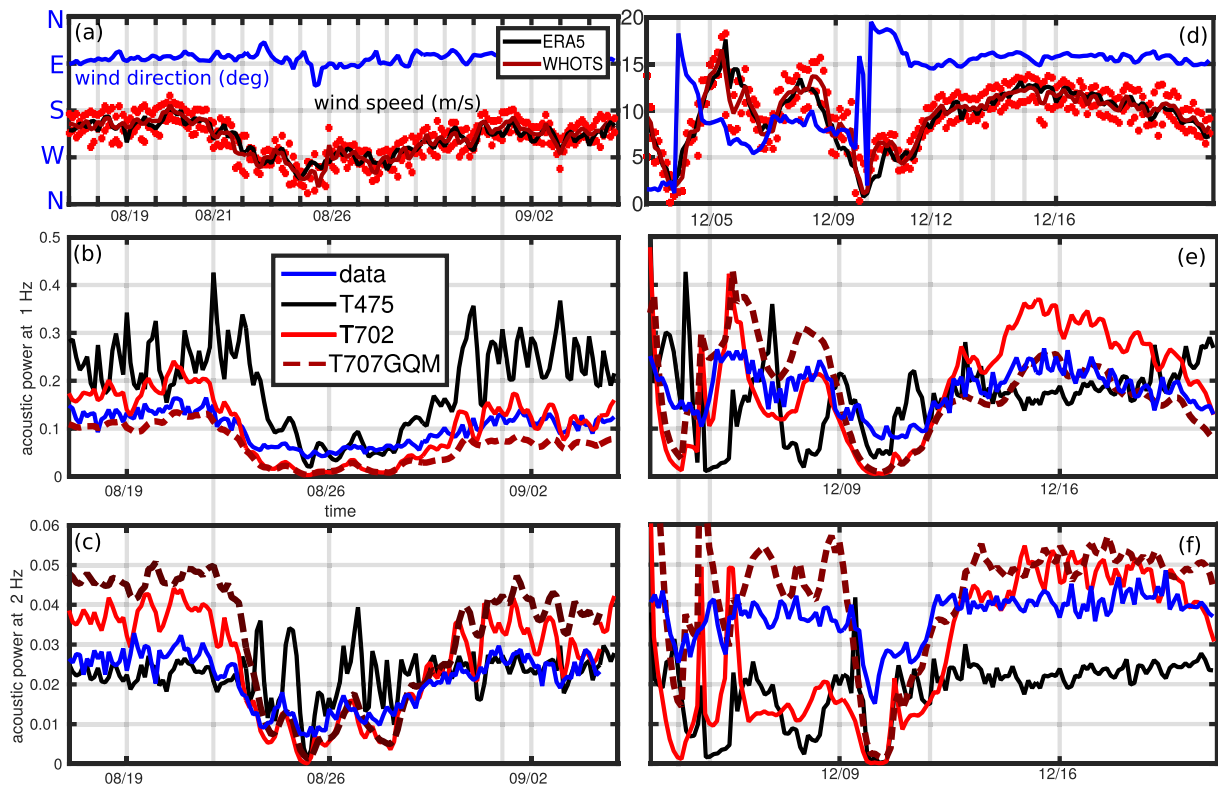 N
E
S
W
N
(a)
wind direction (deg)
wind speed (m/s)
ERA5
WHOTS
08/19
08/21
08/26
09/02
20
15
10
5
0
(d)
12/05
12/09
12/12
12/16
0.5
0.4
0.3
0.2
0.1
0
acoustic power at 1 Hz
(b)
data
T475
T702
T707GQM
08/19
08/26
09/02
time
(e)
12/09
12/16
0.06
0.05
0.04
0.03
0.02
0.01
0
acoustic power at 2 Hz
(c)
08/19
08/26
09/02
(f)
12/09
12/16